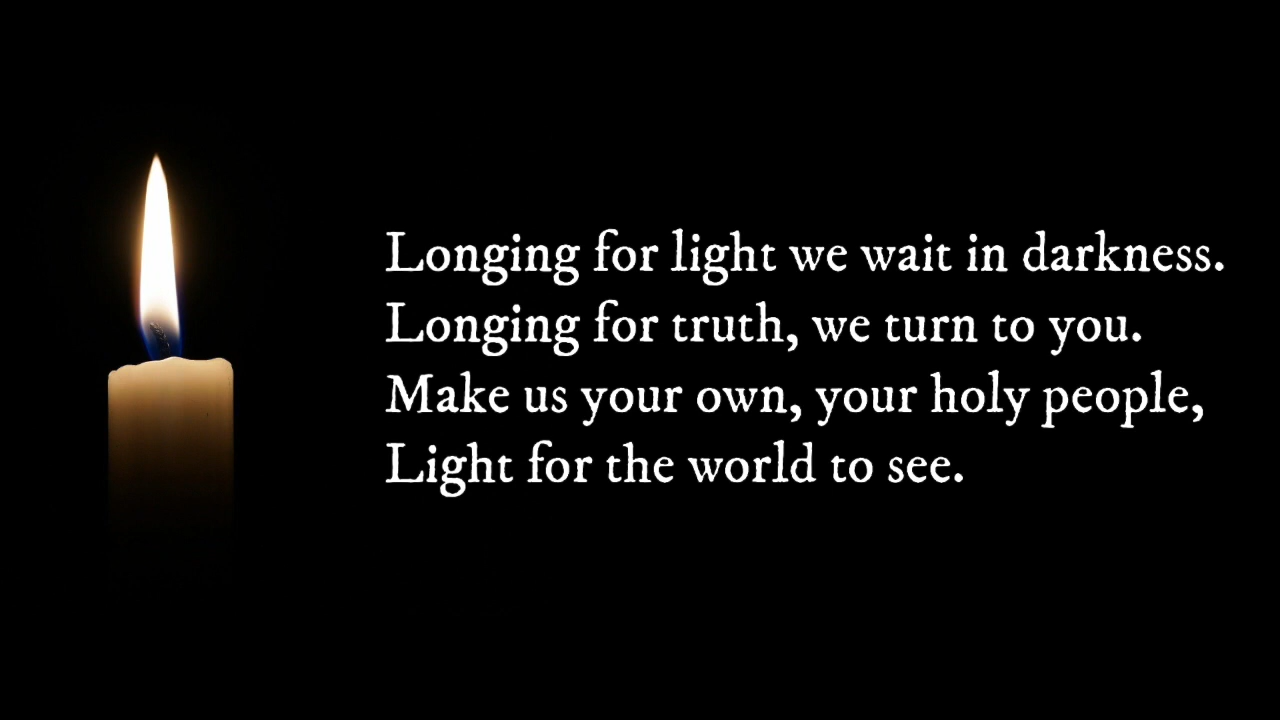 Longing for light we wait in darkness.
Longing for truth, we turn to you.
Make us your own, your holy people,
Light for the world to see.